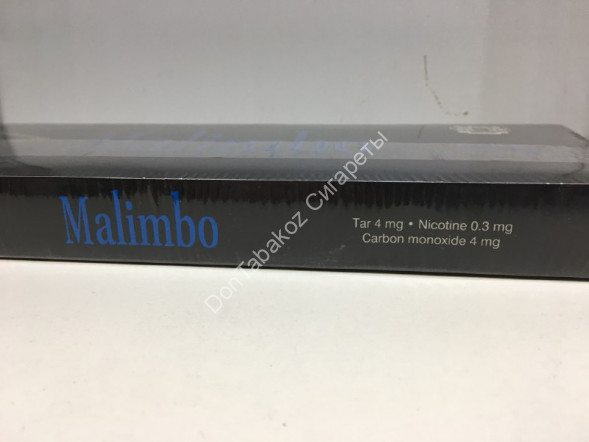 Malimbo
Tar 4 mg • Nicotine 0.3 mg
Carbon monoxide 4 mg
DonTabakoz Сигареты